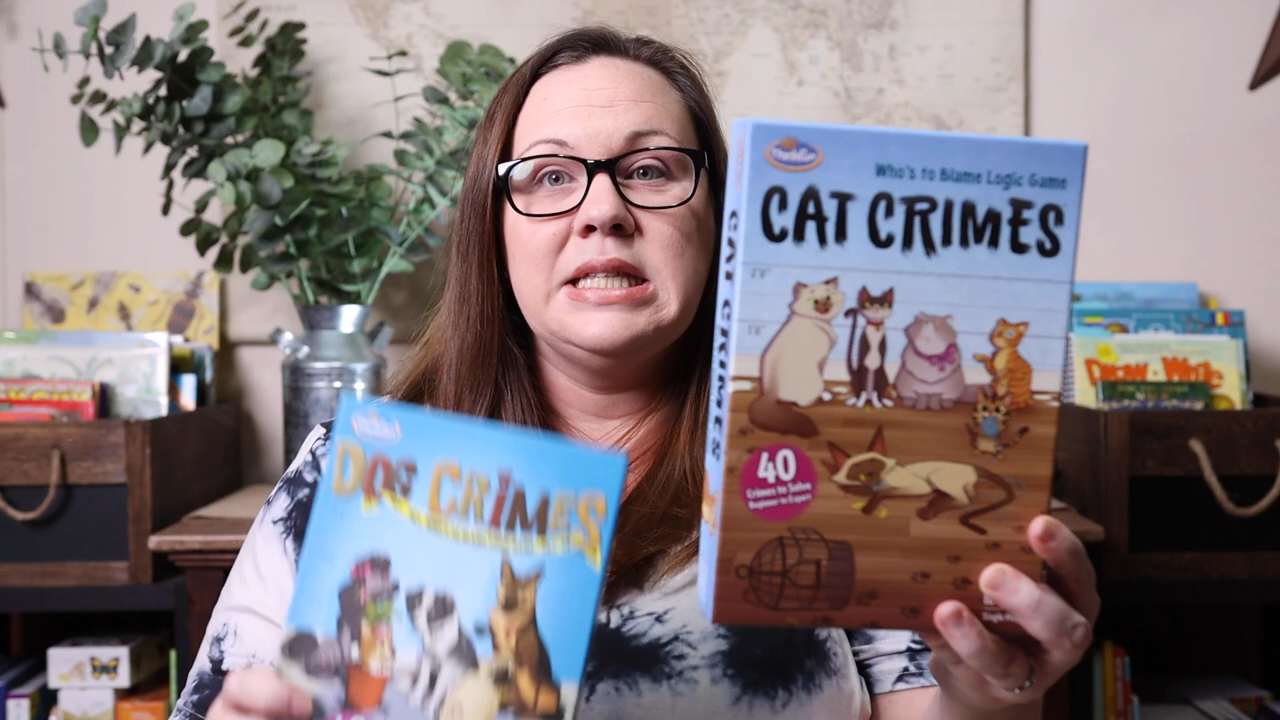 ThinkFun
Who's to Blame Logic Game
CAT CRIMES
CAT CRIMES
40
Crimes to Solve
Beginner to Expert
DOG CRIMES
Draw-Write